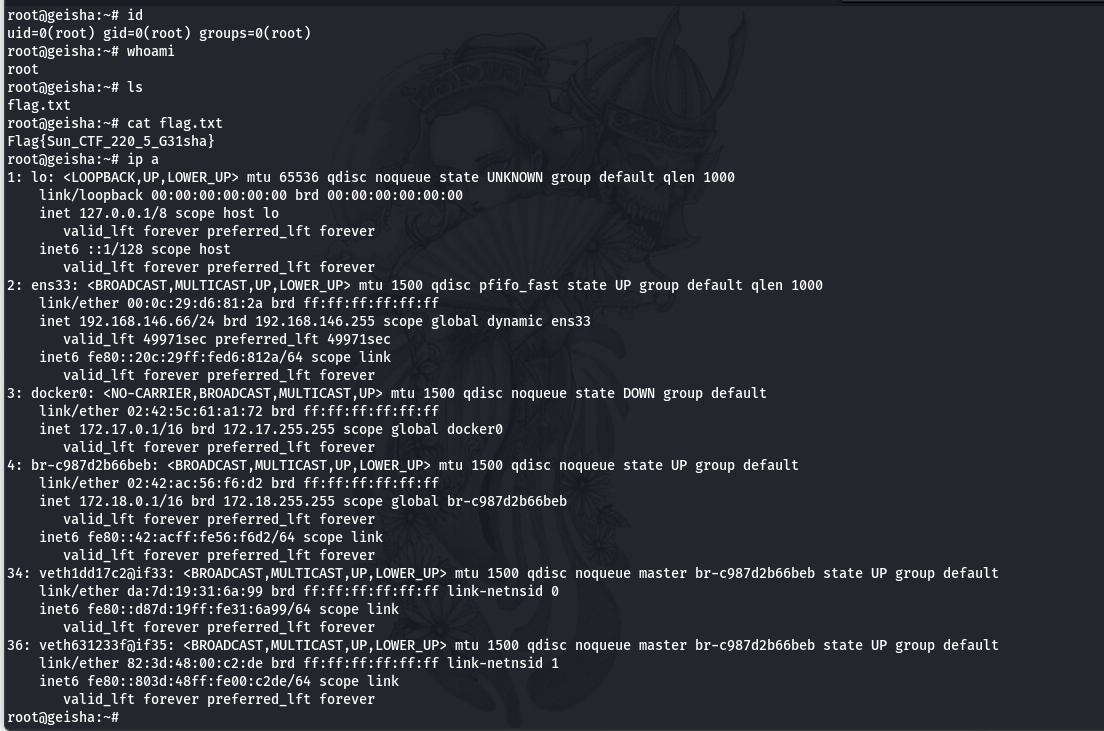 root@geisha:~# id
uid=0(root) gid=0(root) groups=0(root)
root@geisha:~# whoami
root
root@geisha:~# ls
flag.txt
root@geisha:~# cat flag.txt
Flag{Sun_CTF_220_5_G31sha}
root@geisha:~# ip a
1: lo: <LOOPBACK,UP,LOWER_UP> mtu 65536 qdisc noqueue state UNKNOWN group default qlen 1000
    link/loopback 00:00:00:00:00:00 brd 00:00:00:00:00:00
    inet 127.0.0.1/8 scope host lo
       valid_lft forever preferred_lft forever
    inet6 ::1/128 scope host
       valid_lft forever preferred_lft forever
2: ens33: <BROADCAST,MULTICAST,UP,LOWER_UP> mtu 1500 qdisc pfifo_fast state UP group default qlen 1000
    link/ether 00:0c:29:d6:81:2a brd ff:ff:ff:ff:ff:ff
    inet 192.168.146.66/24 brd 192.168.146.255 scope global dynamic ens33
       valid_lft 49971sec preferred_lft 49971sec
    inet6 fe80::20c:29ff:fed6:812a/64 scope link
       valid_lft forever preferred_lft forever
3: docker0: <NO-CARRIER,BROADCAST,MULTICAST,UP> mtu 1500 qdisc noqueue state DOWN group default
    link/ether 02:42:5c:61:a1:72 brd ff:ff:ff:ff:ff:ff
    inet 172.17.0.1/16 brd 172.17.255.255 scope global docker0
       valid_lft forever preferred_lft forever
4: br-c987d2b66beb: <BROADCAST,MULTICAST,UP,LOWER_UP> mtu 1500 qdisc noqueue state UP group default
    link/ether 02:42:ac:56:f6:d2 brd ff:ff:ff:ff:ff:ff
    inet 172.18.0.1/16 brd 172.18.255.255 scope global br-c987d2b66beb
       valid_lft forever preferred_lft forever
    inet6 fe80::42:acff:fe56:f6d2/64 scope link
       valid_lft forever preferred_lft forever
34: veth1dd17c2@if33: <BROADCAST,MULTICAST,UP,LOWER_UP> mtu 1500 qdisc noqueue master br-c987d2b66beb state UP group default
    link/ether da:7d:19:31:6a:99 brd ff:ff:ff:ff:ff:ff link-netnsid 0
    inet6 fe80::d87d:19ff:fe31:6a99/64 scope link
       valid_lft forever preferred_lft forever
36: veth631233f@if35: <BROADCAST,MULTICAST,UP,LOWER_UP> mtu 1500 qdisc noqueue master br-c987d2b66beb state UP group default
    link/ether 82:3d:48:00:c2:de brd ff:ff:ff:ff:ff:ff link-netnsid 1
    inet6 fe80::803d:48ff:fe00:c2de/64 scope link
       valid_lft forever preferred_lft forever
root@geisha:~#